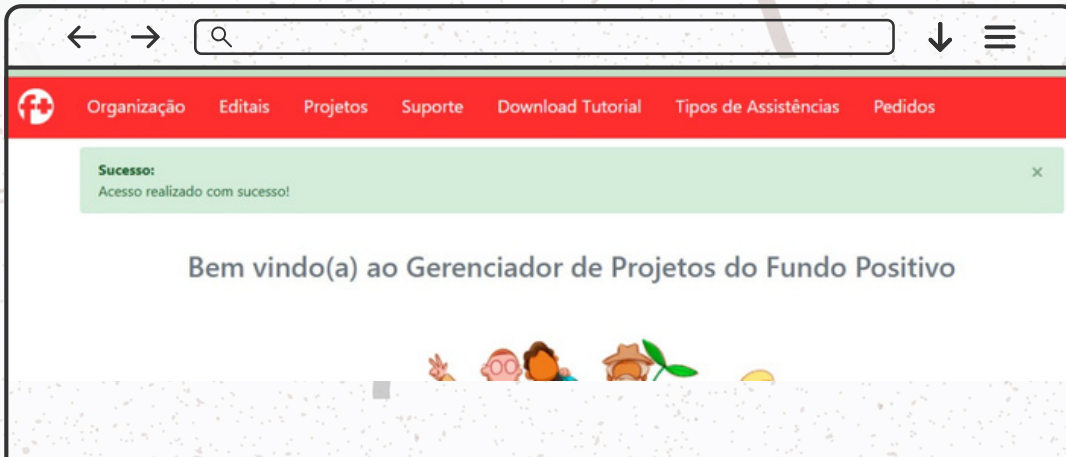 Organização Editais Projetos Suporte Download Tutorial Tipos de Assistências Pedidos
Sucesso:
Acesso realizado com sucesso!
Bem vindo(a) ao Gerenciador de Projetos do Fundo Positivo